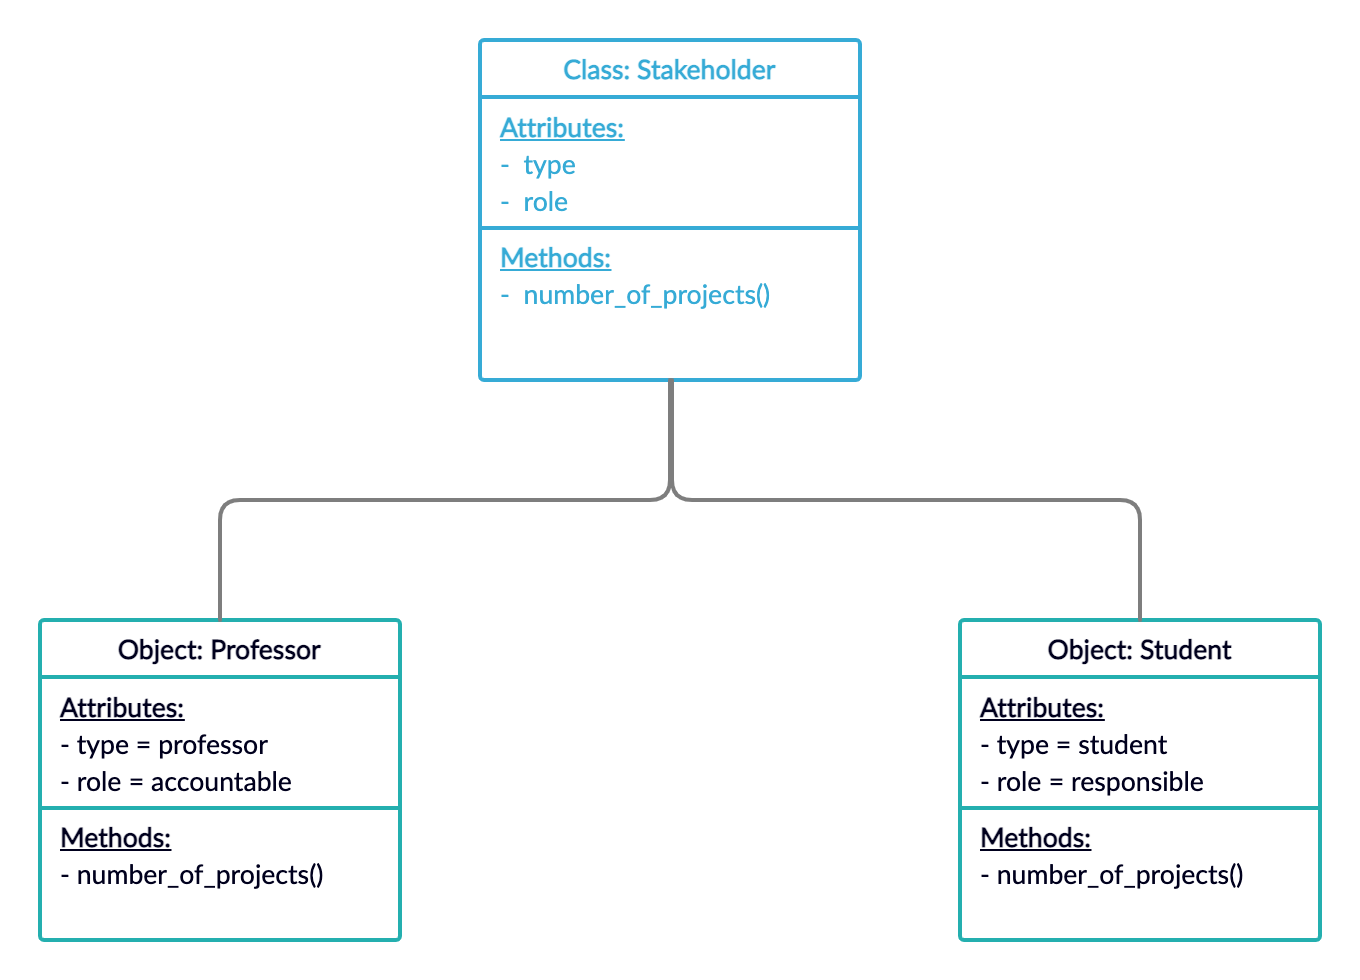 Class: Stakeholder
Attributes:
- type
- role
Methods:
- number_of_projects()
Object: Professor
Attributes:
- type = professor
- role = accountable
Methods:
- number_of_projects()
Object: Student
Attributes:
- type = student
- role = responsible
Methods:
- number_of_projects()